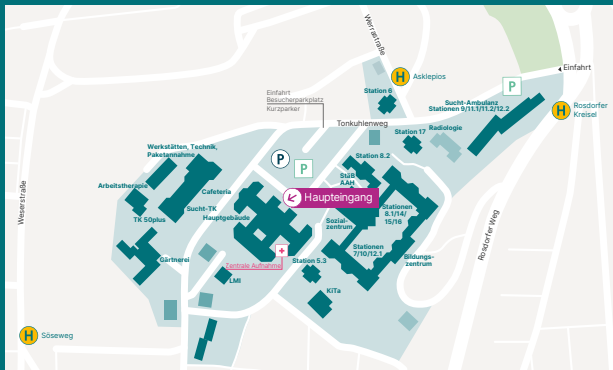 Werrastraße
H
Asklepios
Einfahrt
Station 6
P
Einfahrt
Besucherparkplatz
Kurzparker
Sucht-Ambulanz
Stationen 9/11.1/11.2/12.2
H
Rosdorfer
Kreisel
Tonkuhlenweg
Station 17
Radiologie
Werkstätten, Technik,
Paketannahme
P
P
Station 8.2
StäB
AAH
Arbeitstherapie
Cafeteria
Haupteingang
Weserstraße
TK 50plus
Sucht-TK
Hauptgebäude
Sozial-
zentrum
Stationen
8.1/14/
15/16
Rosdorfer Weg
Gärtnerei
Zentrale Aufnahme
Station 5.3
Stationen
7/10/12.1
Bildungs-
zentrum
LMI
KiTa
H
Söseweg